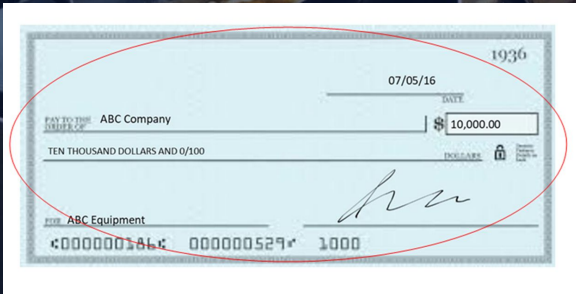 1936
07/05/16
DATE
PAY TO THE
ORDER OF ABC Company $ 10,000.00
TEN THOUSAND DOLLARS AND 0/100 DOLLARS
FOR ABC Equipment
⑆000000186⑆ 000000529⑈ 1000